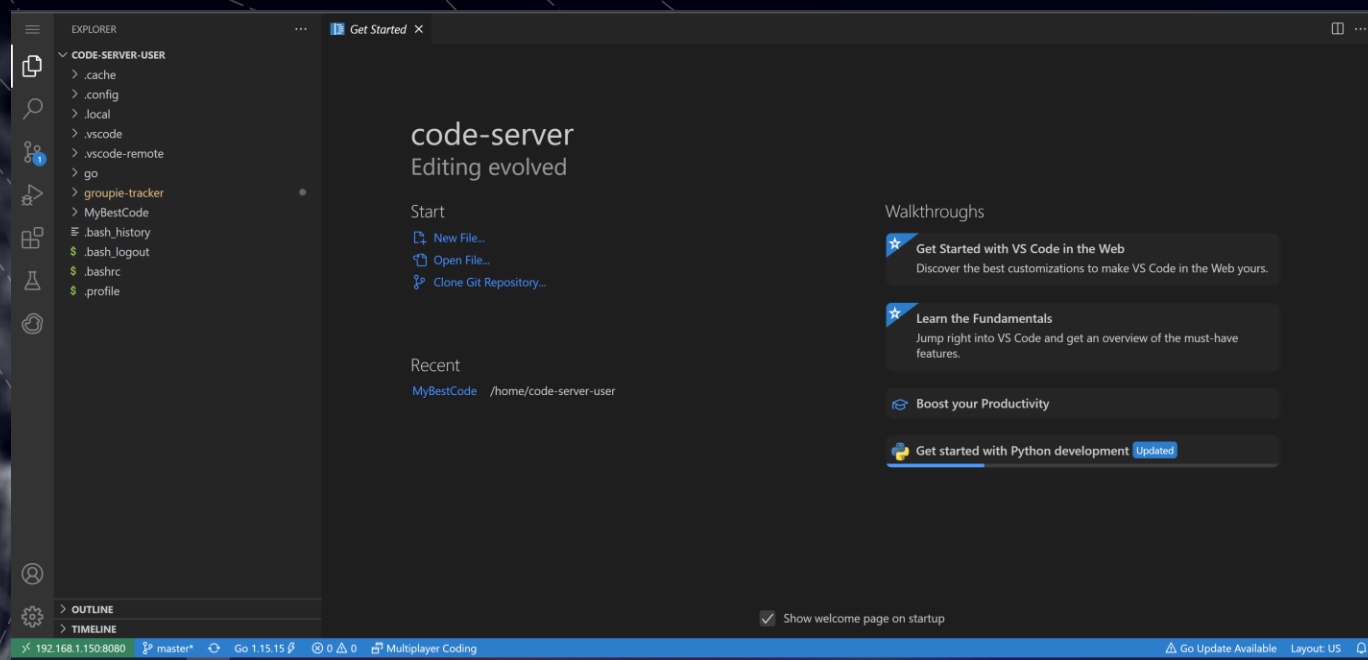 EXPLORER
CODE-SERVER-USER
.cache
.config
.local
.vscode
.vscode-remote
go
groupie-tracker
MyBestCode
.bash_history
$ .bash_logout
$ .bashrc
$ .profile
OUTLINE
TIMELINE
1
Get Started
code-server
Editing evolved
Start
New File...
Open File...
Clone Git Repository...
Recent
MyBestCode /home/code-server-user
Walkthroughs
Get Started with VS Code in the Web
Discover the best customizations to make VS Code in the Web yours.
Learn the Fundamentals
Jump right into VS Code and get an overview of the must-have
features.
Boost your Productivity
Get started with Python development Updated
Show welcome page on startup
192.168.1.150:8080 master* Go 1.15.15 0 0 Multiplayer Coding Go Update Available Layout: US